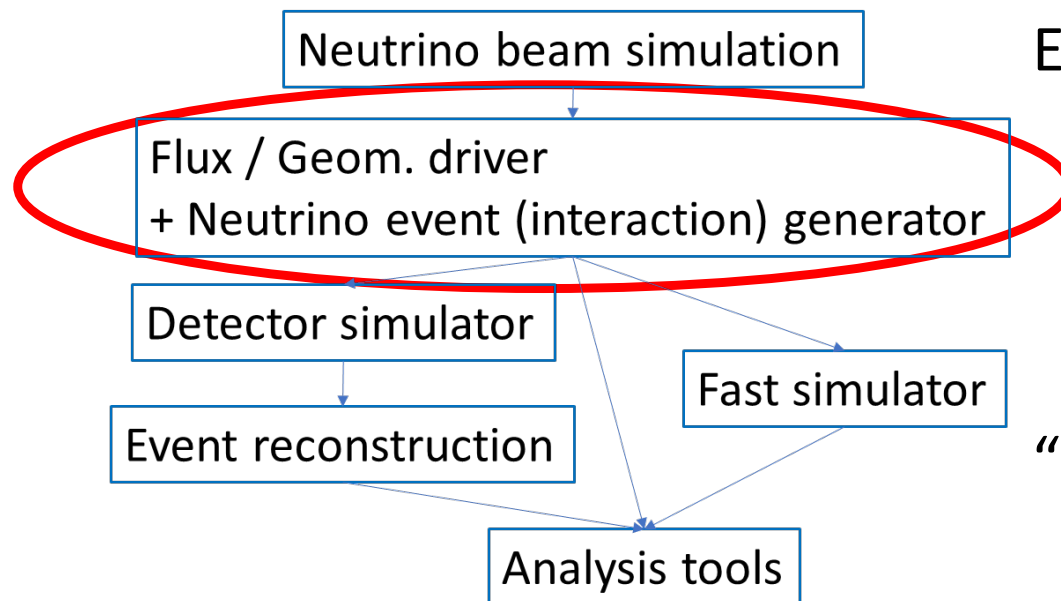 Neutrino beam simulation
E
Flux / Geom. driver
+ Neutrino event (interaction) generator
Detector simulator
Fast simulator
Event reconstruction
“
Analysis tools